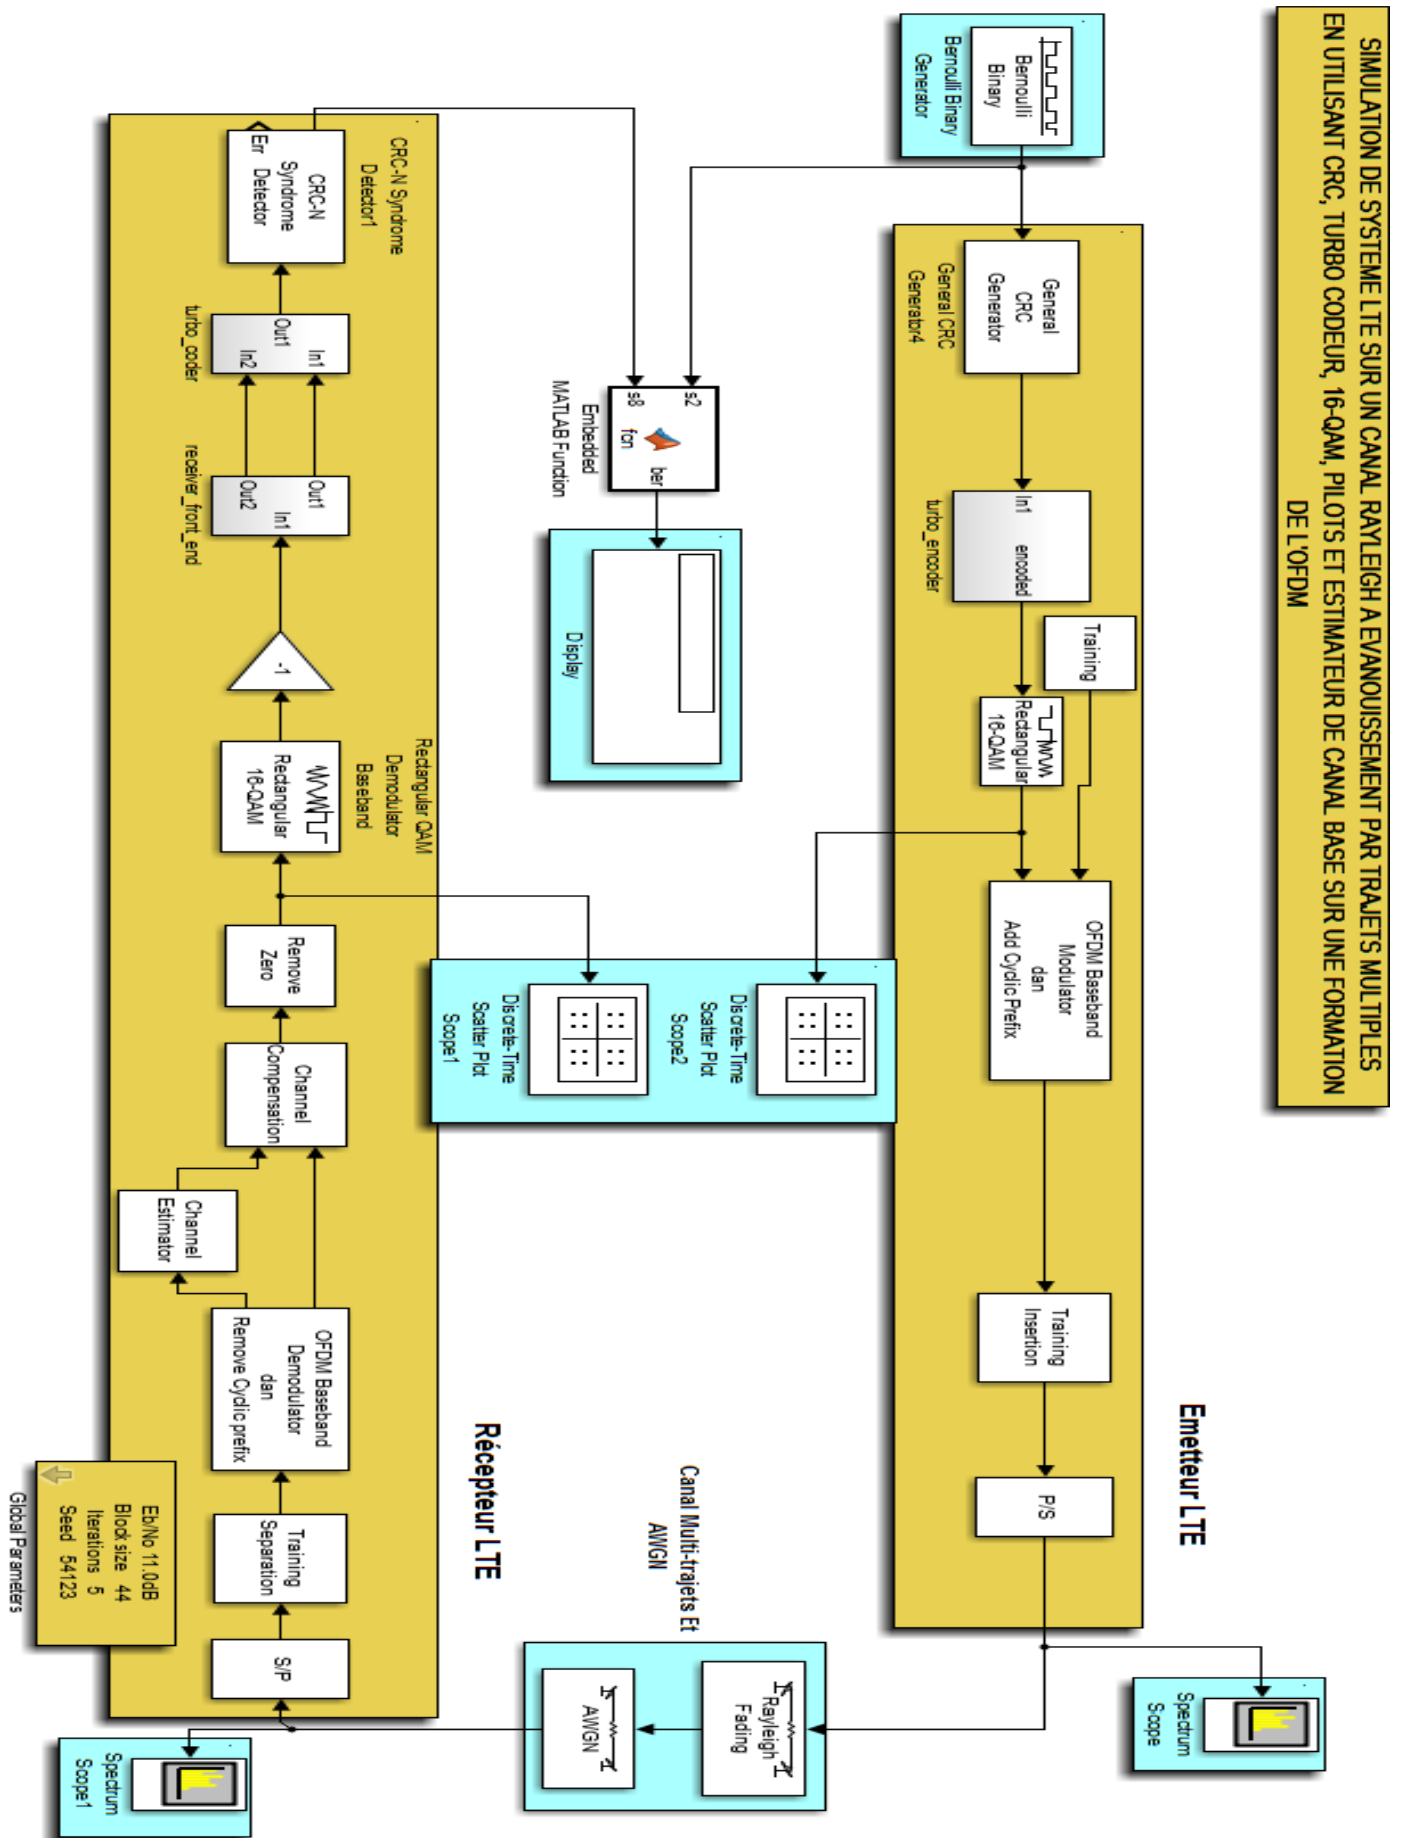 SIMULATION DE SYSTEME LTE SUR UN CANAL RAYLEIGH A EVANOUISSEMENT PAR TRAJETS MULTIPLES
EN UTILISANT CRC, TURBO CODEUR, 16-QAM, PILOTS ET ESTIMATEUR DE CANAL BASE SUR UNE FORMATION
DE L'OFDM
Emetteur LTE
Bernoulli
Binary
Bernoulli Binary
Generator
General
CRC
Generator
General CRC
Generator4
In1
encoded
turbo_encoder
Training
Rectangular
16-QAM
OFDM Baseband
Modulator
dan
Add Cyclic Prefix
Training
Insertion
P/S
Spectrum
Scope
s2
s8
fcn
ber
Embedded
MATLAB Function
Display
Discrete-Time
Scatter Plot
Scope2
Discrete-Time
Scatter Plot
Scope1
Canal Multi-trajets Et
AWGN
Rayleigh
Fading
AWGN
Récepteur LTE
CRC-N Syndrome
Detector1
CRC-N
Syndrome
Detector
Err
In1
Out1
In2
turbo_coder
Out1
In1
Out2
receiver_front_end
-1
Rectangular QAM
Demodulator
Baseband
Rectangular
16-QAM
Remove
Zero
Channel
Compensation
Channel
Estimator
OFDM Baseband
Demodulator
dan
Remove Cyclic prefix
Training
Separation
S/P
Eb/No 11.0dB
Block size 44
Iterations 5
Seed 54123
Global Parameters
Spectrum
Scope1